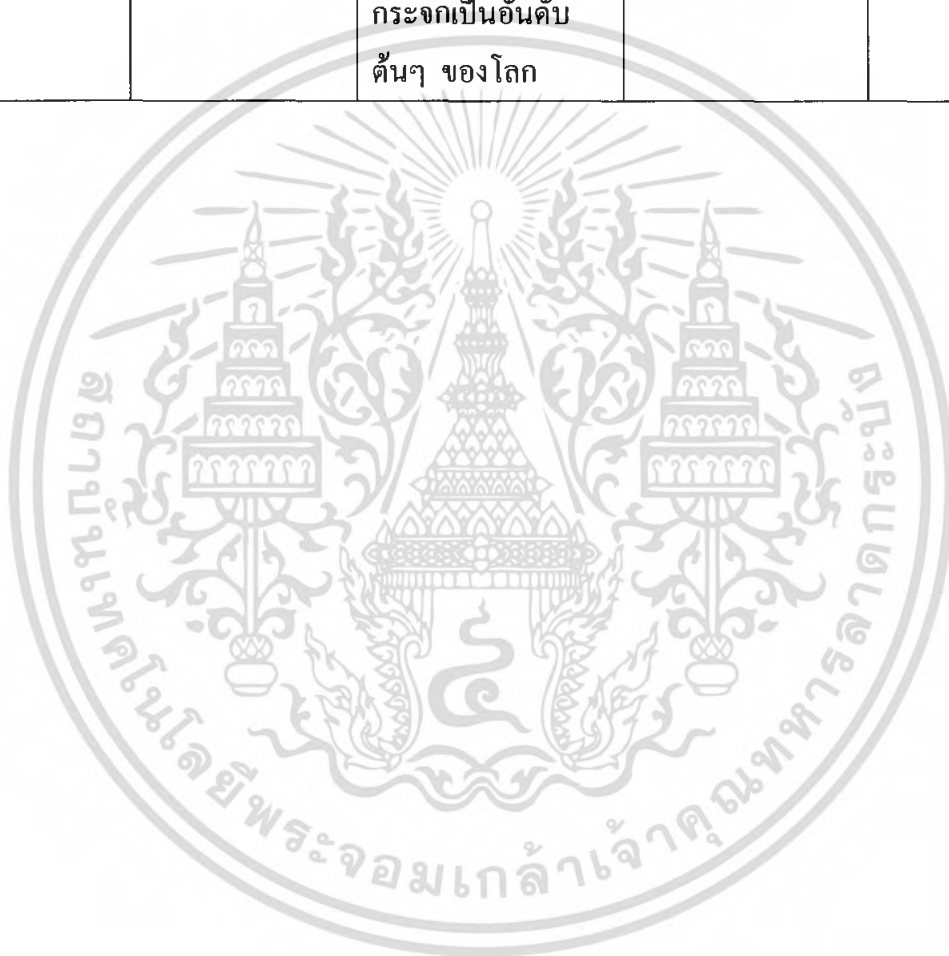 กระจกเป็นอันดับ
ต้นๆ ของโลก
สถาบันเทคโนโลยีพระจอมเกล้าเจ้าคุณทหารลาดกระบัง